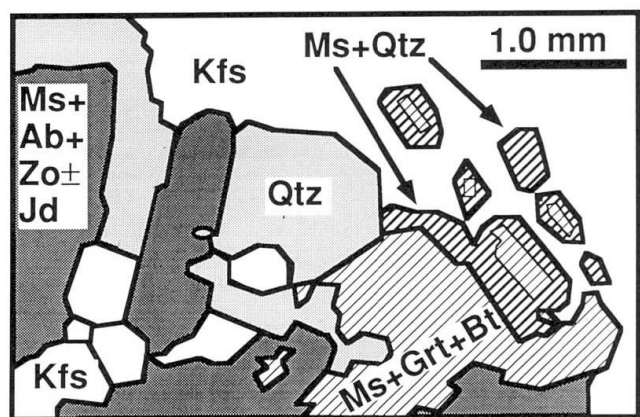 Ms+Qtz
1.0 mm
Kfs
Ms+
Ab+
Zo±
Jd
Qtz
Ms+Grt+Bt
Kfs